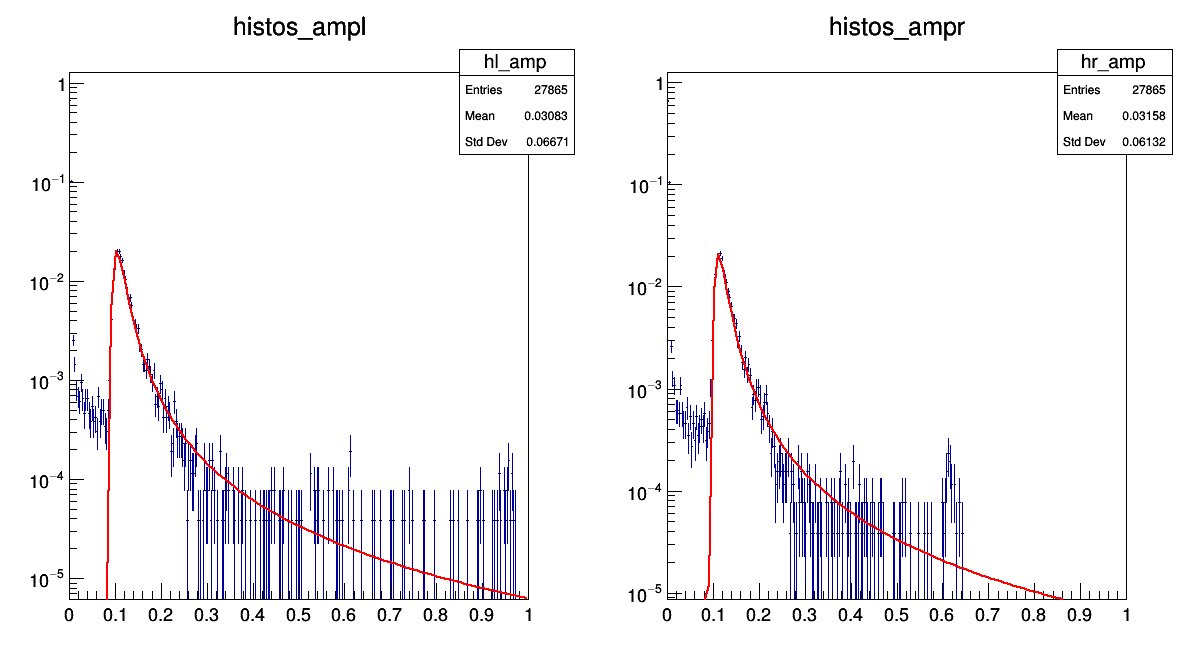 histos_ampl
hl_amp
Entries 27865
Mean 0.03083
Std Dev 0.06671
1
10−1
10−2
10−3
10−4
10−5
0 0.1 0.2 0.3 0.4 0.5 0.6 0.7 0.8 0.9 1
histos_ampr
hr_amp
Entries 27865
Mean 0.03158
Std Dev 0.06132
1
10−1
10−2
10−3
10−4
10−5
0 0.1 0.2 0.3 0.4 0.5 0.6 0.7 0.8 0.9 1